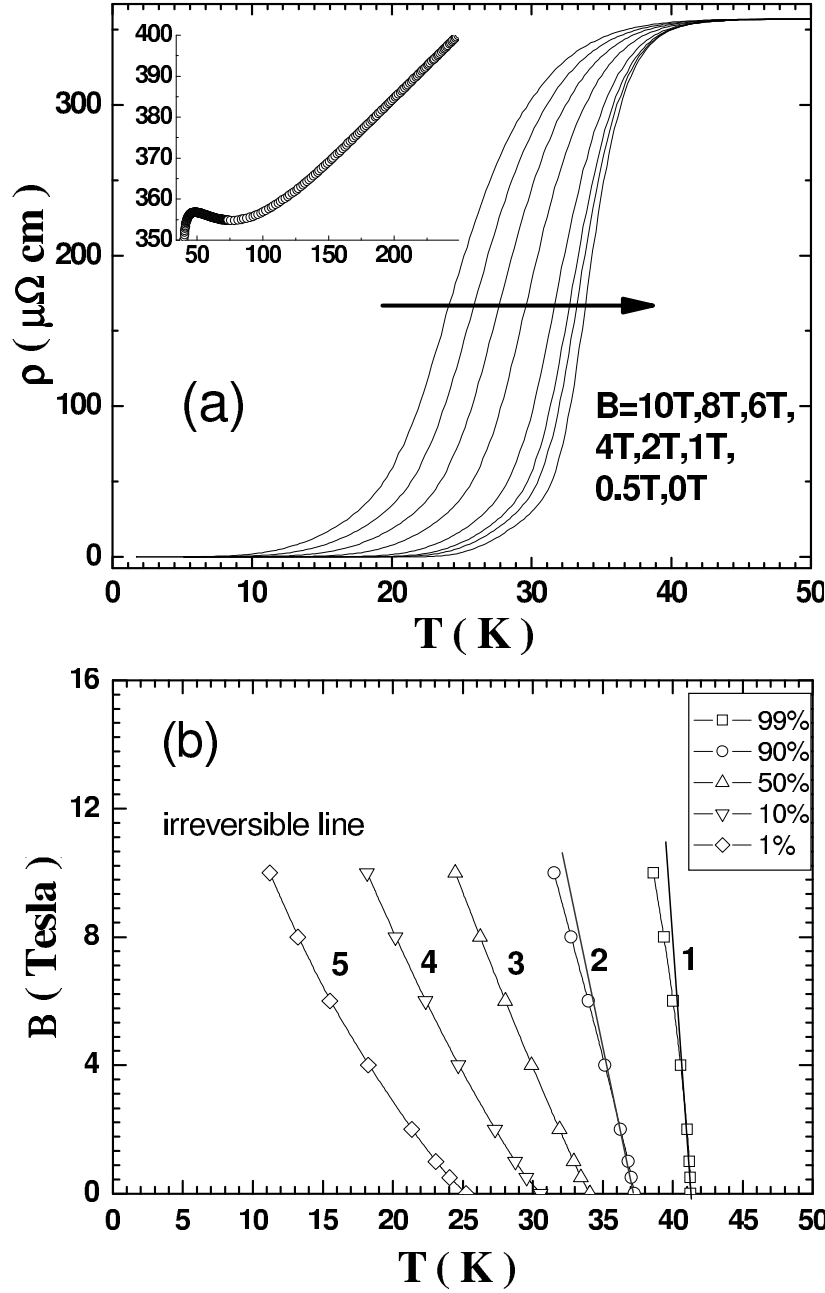 400
390
380
370
360
350
50 100 150 200
300
200
100
0
ρ ( μΩ cm )
(a)
B=10T,8T,6T,
4T,2T,1T,
0.5T,0T
0 10 20 30 40 50
T ( K )
16
12
8
4
0
B ( Tesla )
(b)
irreversible line
99%
90%
50%
10%
1%
5 4 3 2 1
0 5 10 15 20 25 30 35 40 45 50
T ( K )